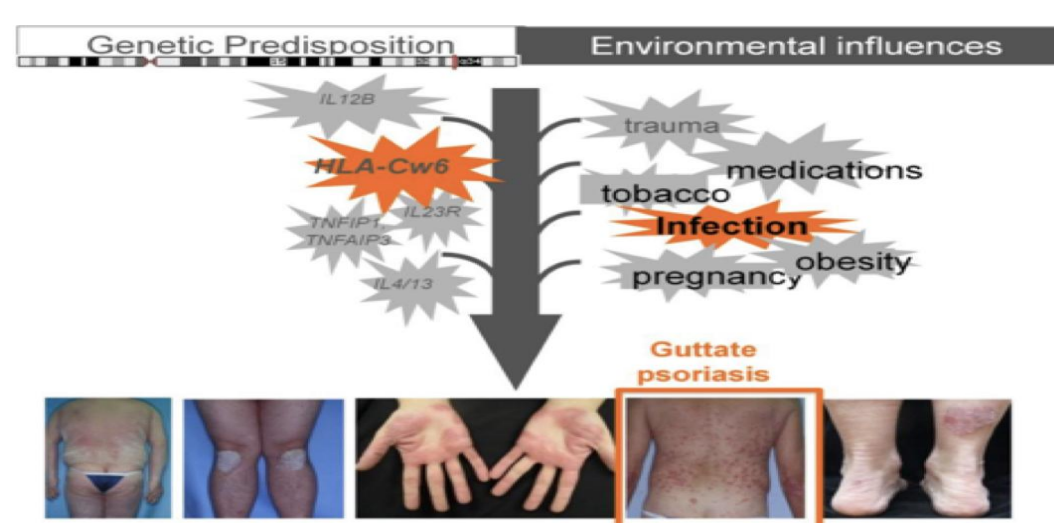 Genetic Predisposition
Environmental influences
IL12B
HLA-Cw6
IL23R
TNFIP1,
TNFAIP3
IL4/13
trauma
medications
tobacco
Infection
obesity
pregnancy
Guttate
psoriasis